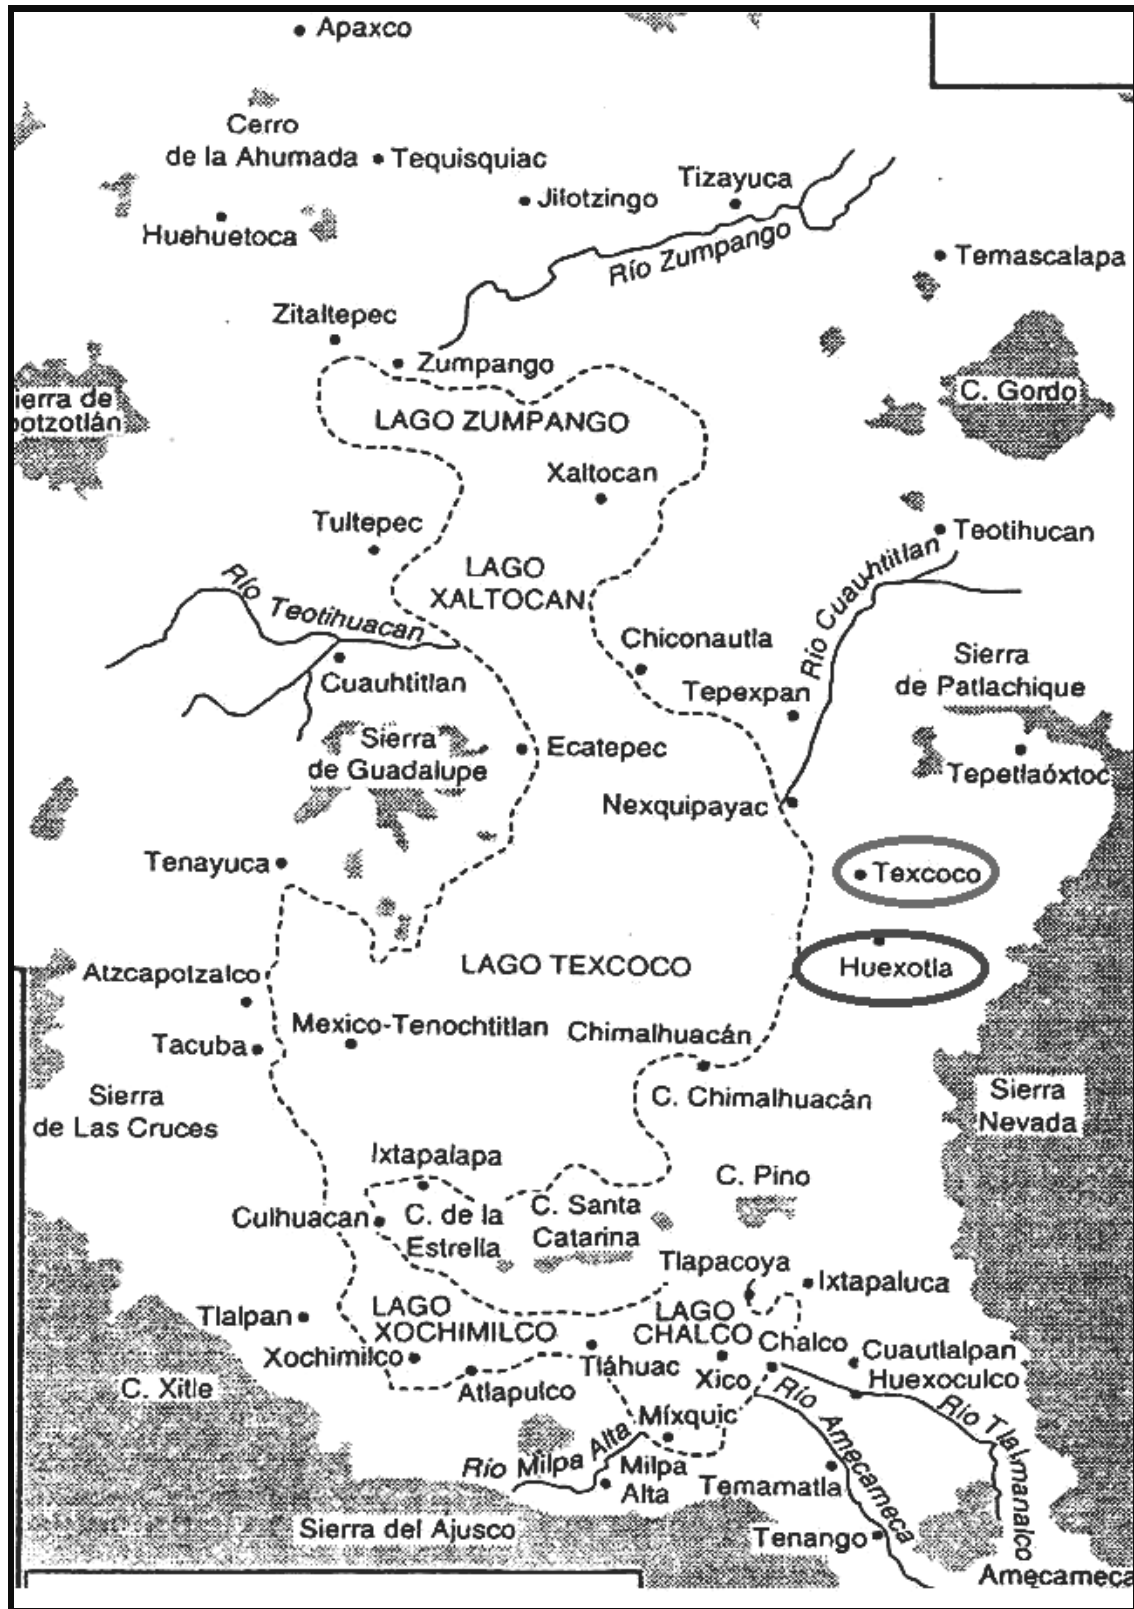 Apaxco
Cerro
de la Ahumada
Tequisquiac
Jilotzingo
Tizayuca
Huehuetoca
Río Zumpango
Temascalapa
Zitaltepec
Zumpango
ierra de
potzotlán
C. Gordo
LAGO ZUMPANGO
Xaltocan
Tultepec
Teotihucan
LAGO
XALTOCAN
Río Cuauhtitlan
Río Teotihuacan
Chiconautla
Sierra
de Patlachique
Cuauhtitlan
Tepexpan
Sierra
de Guadalupe
Ecatepec
Tepetlaóxtoc
Nexquipayac
Tenayuca
Texcoco
Atzcapotzalco
LAGO TEXCOCO
Huexotla
Mexico-Tenochtitlan
Chimalhuacán
Tacuba
Sierra
de Las Cruces
C. Chimalhuacán
Sierra
Nevada
Ixtapalapa
C. Pino
Culhuacan
C. de la
Estrella
C. Santa
Catarina
Tlapacoya
Ixtapaluca
Tlalpan
LAGO
XOCHIMILCO
LAGO
CHALCO
Chalco
Cuautlalpan
Xochimilco
Tláhuac
Xico
Huexoculco
C. Xitle
Atlapulco
Míxquic
Río Amecameca
Río Tlalmanalco
Río Milpa Alta
Milpa
Alta
Temamatla
Sierra del Ajusco
Tenango
Amecameca